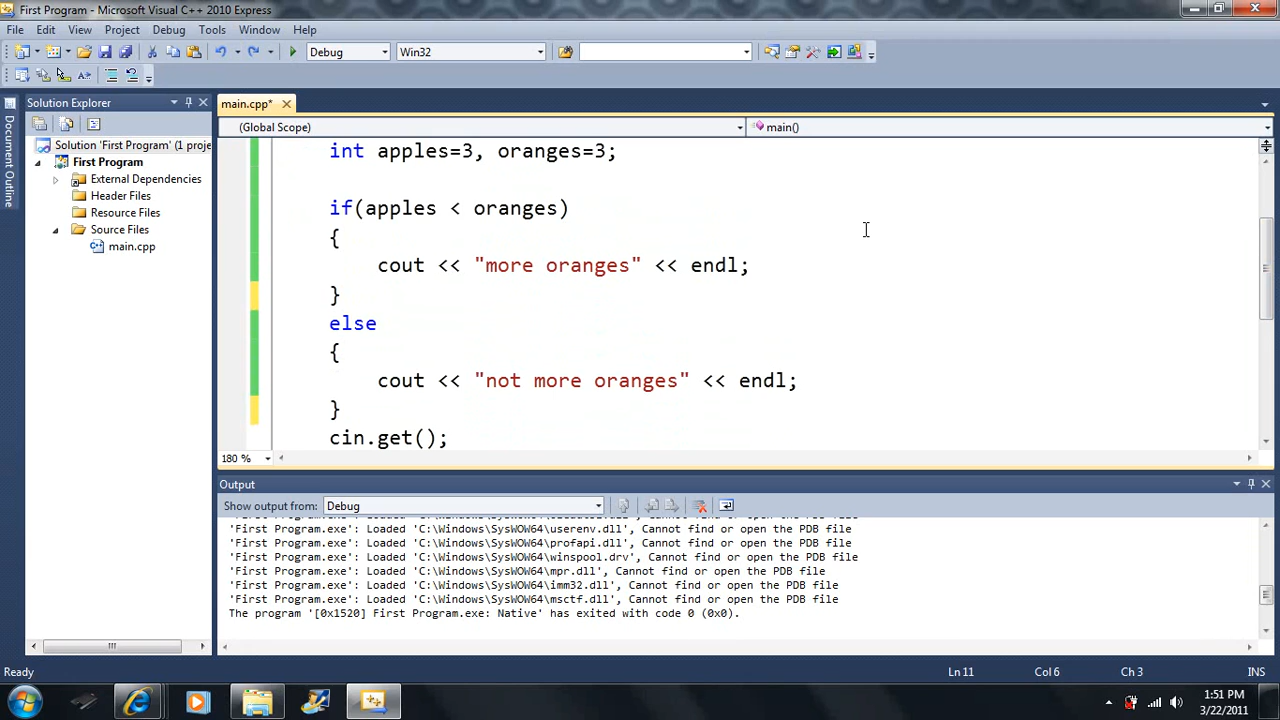 First Program - Microsoft Visual C++ 2010 Express
File Edit View Project Debug Tools Window Help
Debug Win32
Solution Explorer
main.cpp*
(Global Scope) main()
Document Outline
Solution 'First Program' (1 proje
First Program
External Dependencies
Header Files
Resource Files
Source Files
main.cpp
int apples=3, oranges=3;
if(apples < oranges)
{
cout << "more oranges" << endl;
}
else
{
cout << "not more oranges" << endl;
}
cin.get();
180 %
Output
Show output from: Debug
'First Program.exe': Loaded 'C:\Windows\SysWOW64\userenv.dll', Cannot find or open the PDB file
'First Program.exe': Loaded 'C:\Windows\SysWOW64\profapi.dll', Cannot find or open the PDB file
'First Program.exe': Loaded 'C:\Windows\SysWOW64\winspool.drv', Cannot find or open the PDB file
'First Program.exe': Loaded 'C:\Windows\SysWOW64\mpr.dll', Cannot find or open the PDB file
'First Program.exe': Loaded 'C:\Windows\SysWOW64\imm32.dll', Cannot find or open the PDB file
'First Program.exe': Loaded 'C:\Windows\SysWOW64\msctf.dll', Cannot find or open the PDB file
The program '[0x1520] First Program.exe: Native' has exited with code 0 (0x0).
Ready Ln 11 Col 6 Ch 3 INS
1:51 PM
3/22/2011